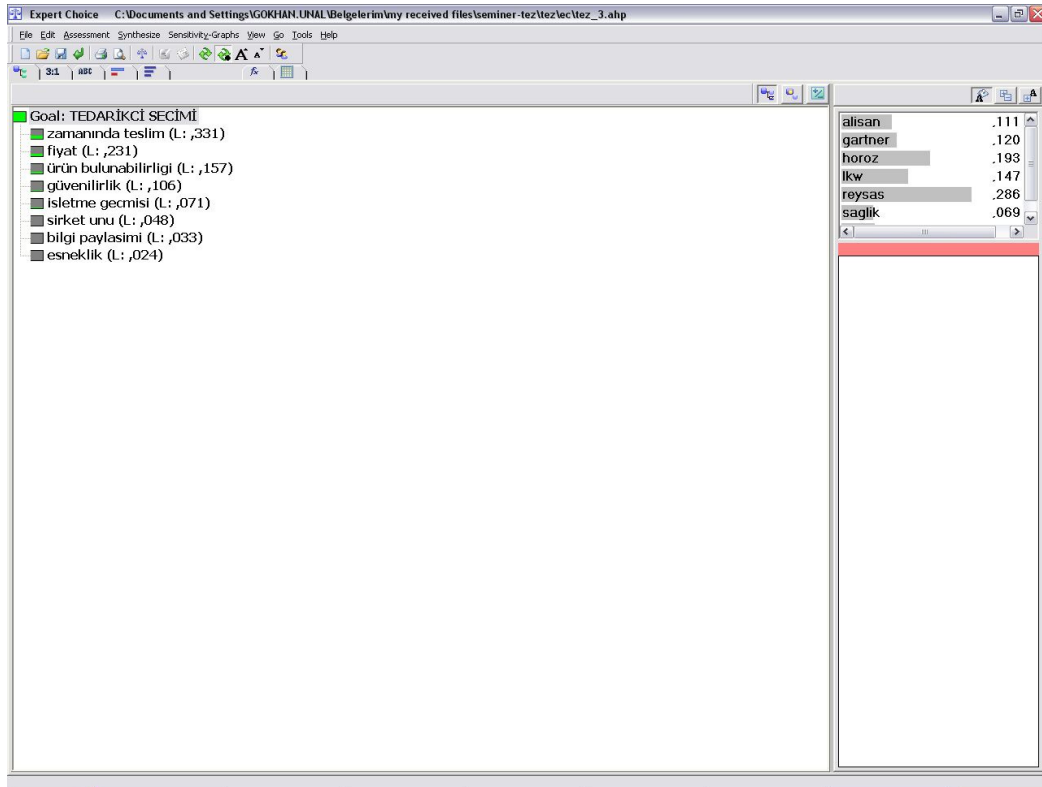 Expert Choice C:\Documents and Settings\GOKHAN.UNAL\Belgelerim\my received files\seminer-tez\tez\ec\tez_3.ahp
File Edit Assessment Synthesize Sensitivity-Graphs View Go Tools Help
3:1 ABC
Goal: TEDARİKCİ SECİMİ
zamanında teslim (L: ,331)
fiyat (L: ,231)
ürün bulunabilirligi (L: ,157)
güvenilirlik (L: ,106)
isletme gecmisi (L: ,071)
sirket unu (L: ,048)
bilgi paylasimi (L: ,033)
esneklik (L: ,024)
alisan ,111
gartner ,120
horoz ,193
lkw ,147
reysas ,286
saglik ,069